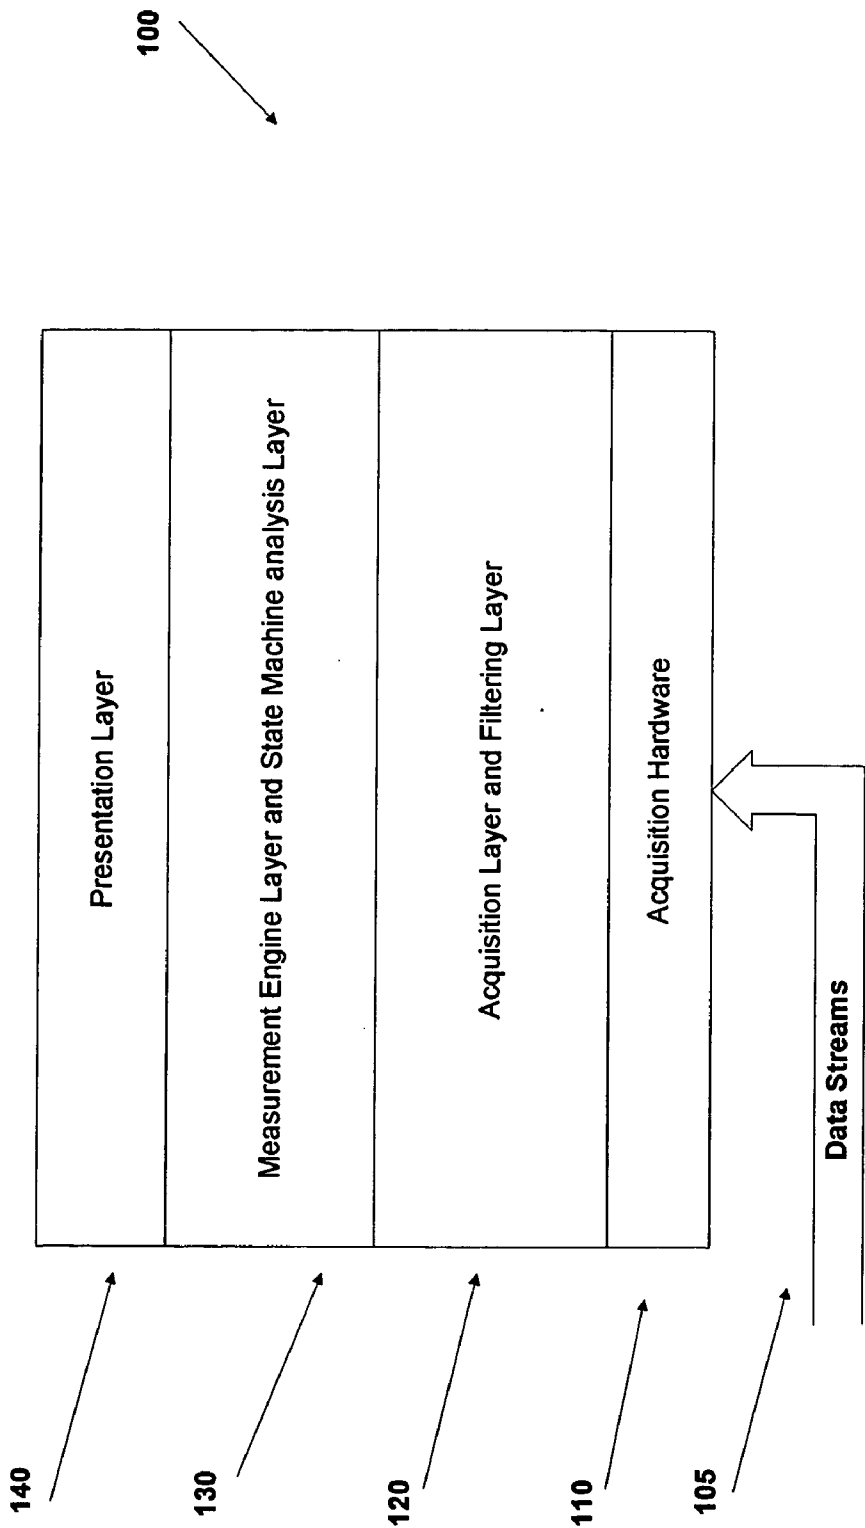 100
140
Presentation Layer
130
Measurement Engine Layer and State Machine analysis Layer
120
Acquisition Layer and Filtering Layer
110
Acquisition Hardware
105
Data Streams